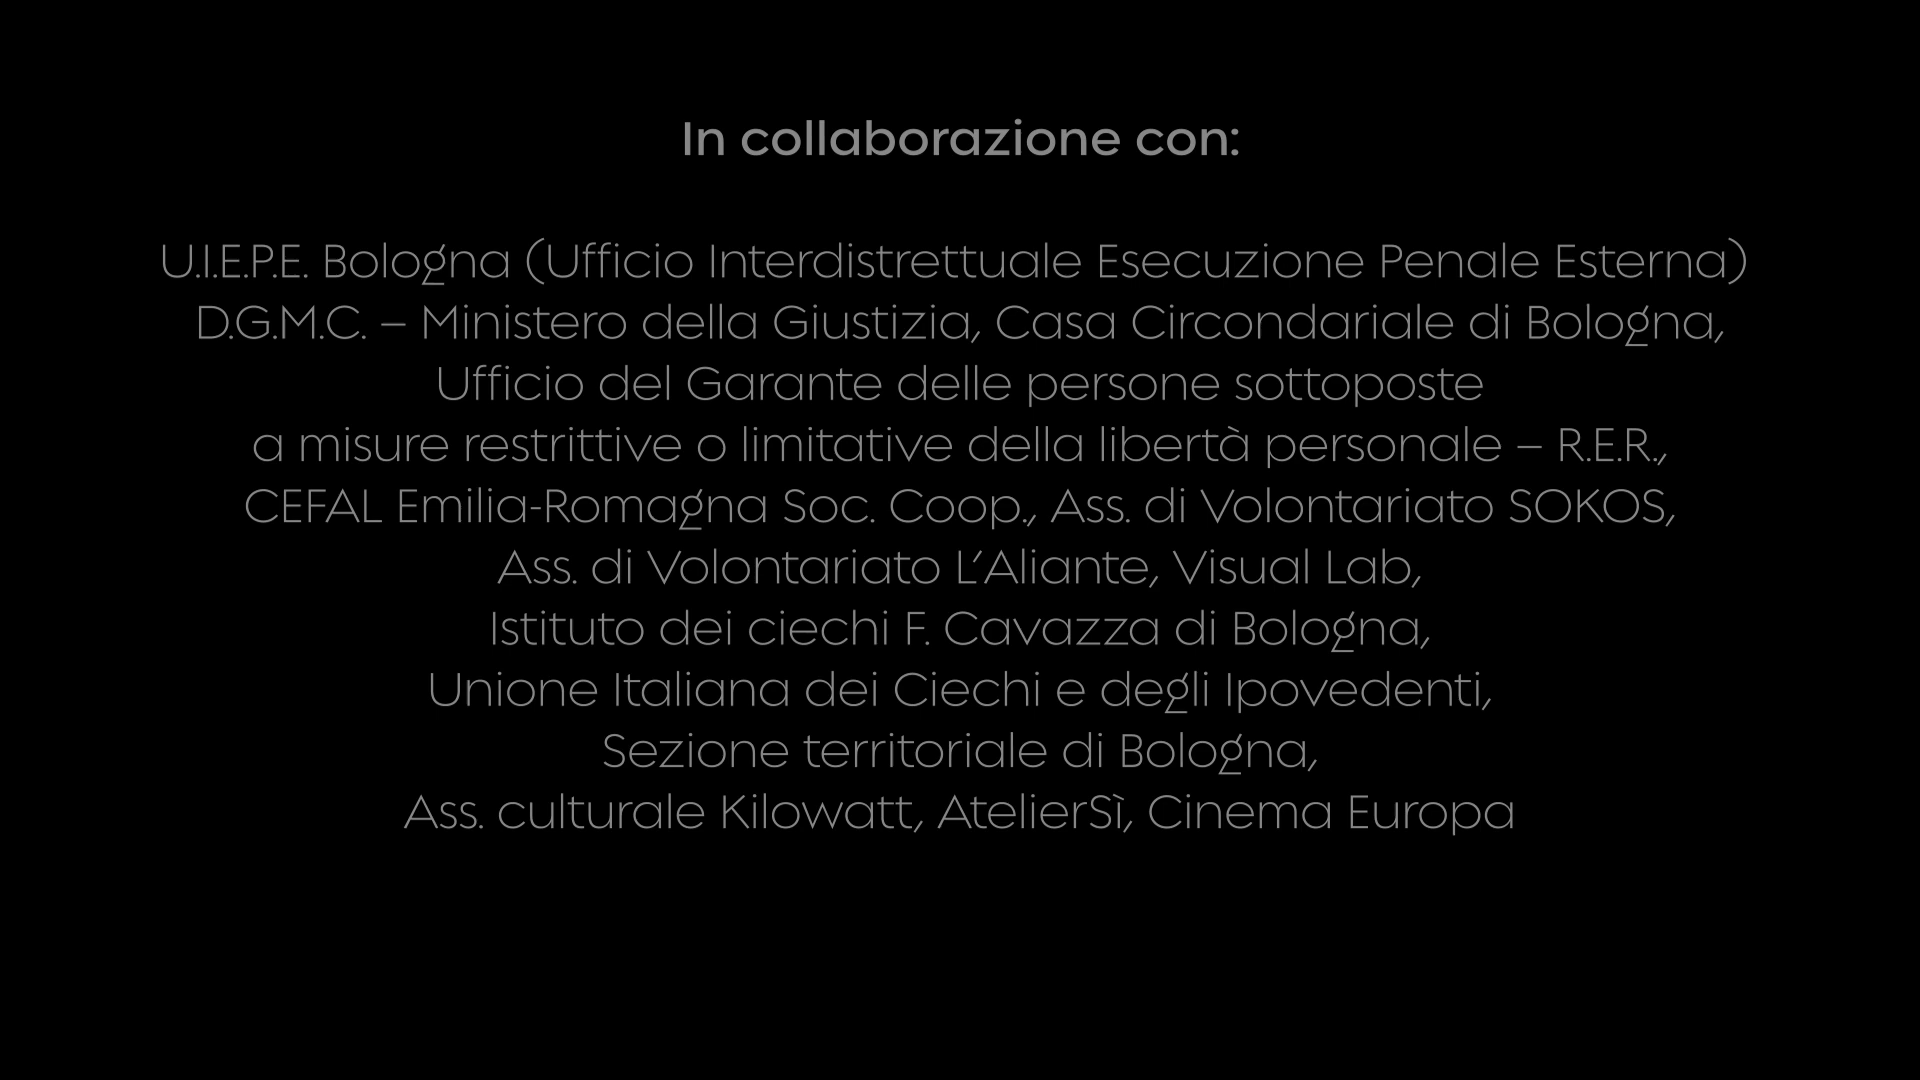 In collaborazione con:
U.I.E.P.E. Bologna (Ufficio Interdistrettuale Esecuzione Penale Esterna)
D.G.M.C. – Ministero della Giustizia, Casa Circondariale di Bologna,
Ufficio del Garante delle persone sottoposte
a misure restrittive o limitative della libertà personale – R.E.R.,
CEFAL Emilia-Romagna Soc. Coop., Ass. di Volontariato SOKOS,
Ass. di Volontariato L’Aliante, Visual Lab,
Istituto dei ciechi F. Cavazza di Bologna,
Unione Italiana dei Ciechi e degli Ipovedenti,
Sezione territoriale di Bologna,
Ass. culturale Kilowatt, AtelierSì, Cinema Europa